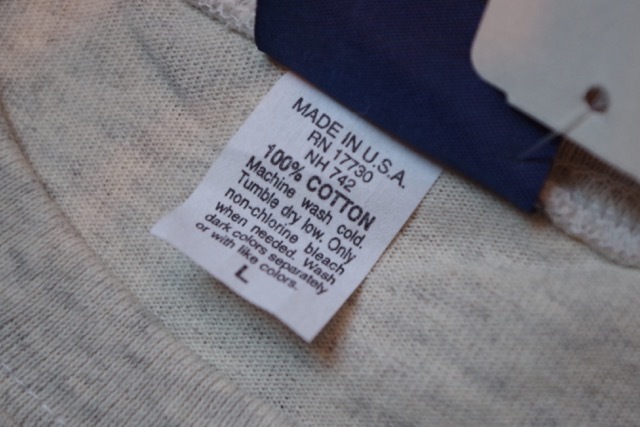 MADE IN U.S.A.
RN 17730
NH 742
100% COTTON
Machine wash cold.
Tumble dry low. Only
non-chlorine bleach
when needed. Wash
dark colors separately
or with like colors.
L